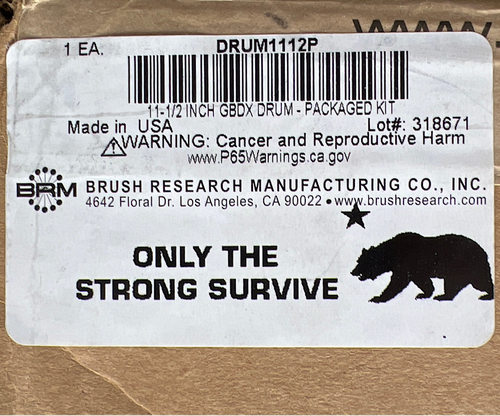 1 EA. DRUM1112P
11-1/2 INCH GBDX DRUM - PACKAGED KIT
Made in USA Lot#: 318671
⚠WARNING: Cancer and Reproductive Harm
www.P65Warnings.ca.gov
BRM BRUSH RESEARCH MANUFACTURING CO., INC.
4642 Floral Dr. Los Angeles, CA 90022 • www.brushresearch.com
ONLY THE
STRONG SURVIVE